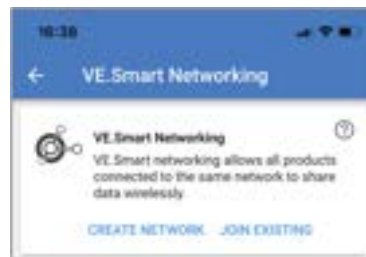 16:38
VE.Smart Networking
VE.Smart Networking
VE.Smart networking allows all products
connected to the same network to share
data wirelessly.
CREATE NETWORK JOIN EXISTING